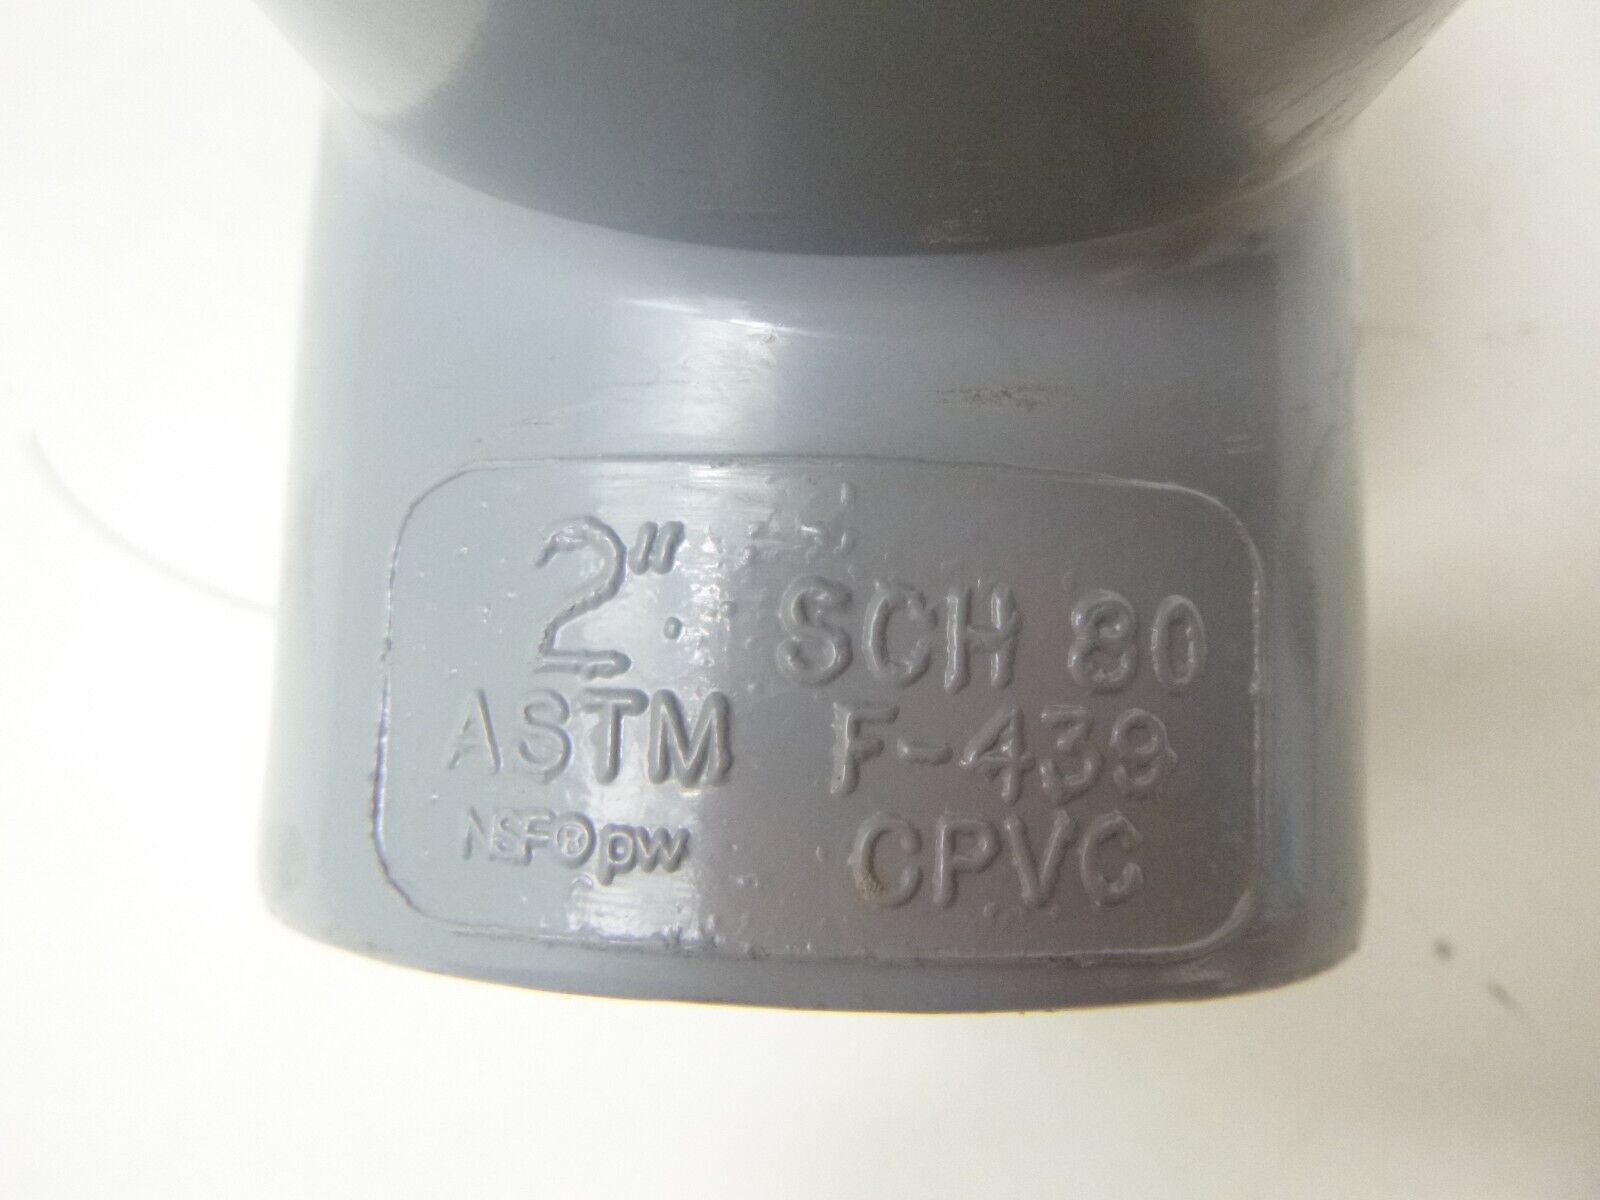 2" SCH 80
ASTM F-439
NSF®pw CPVC